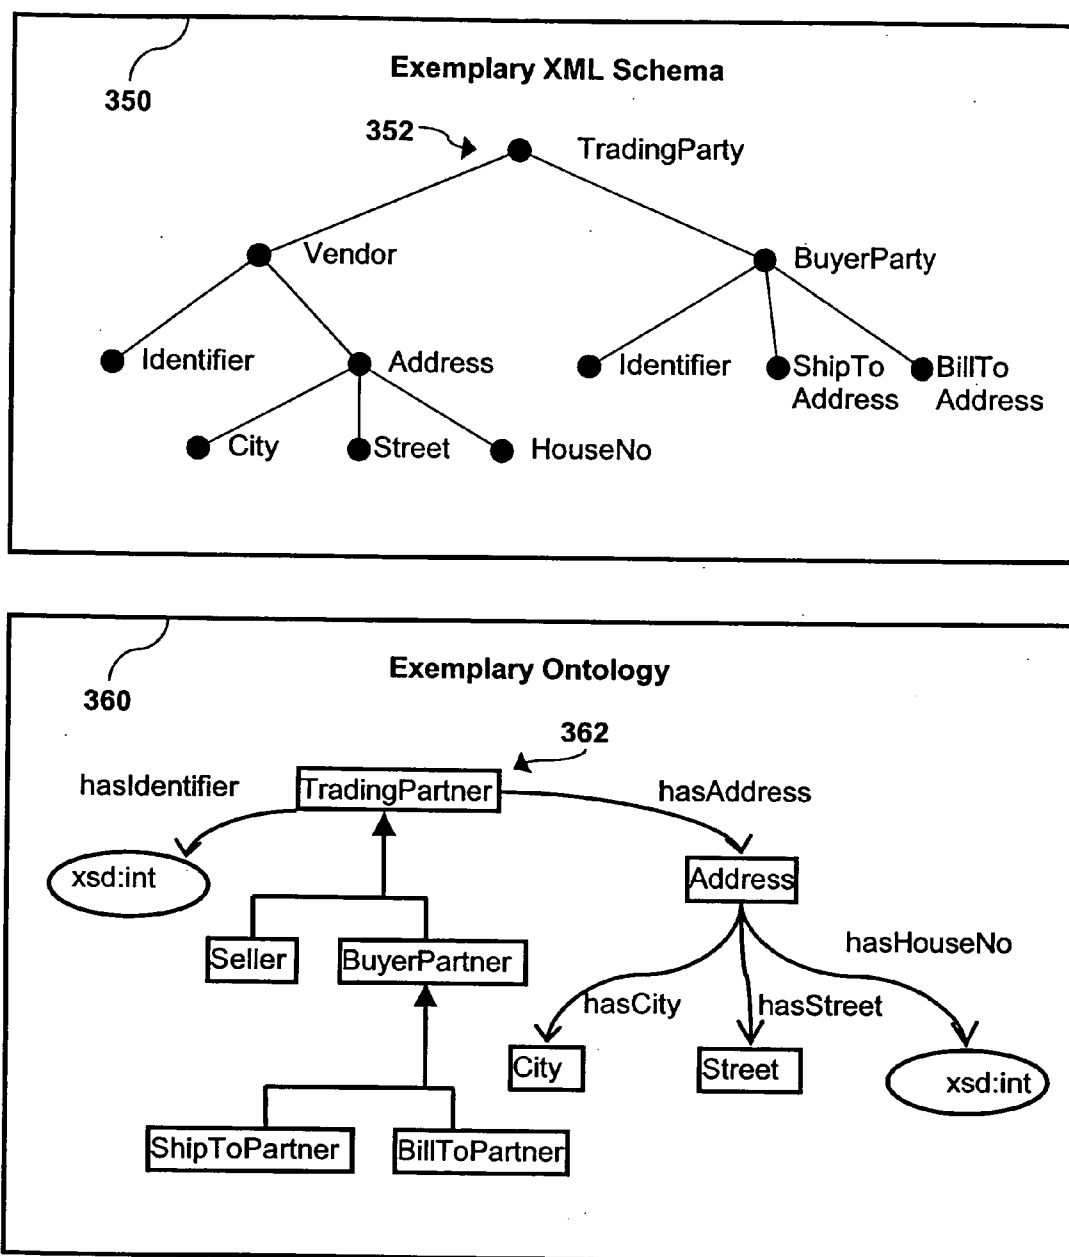 Exemplary XML Schema
350
352
TradingParty
Vendor
BuyerParty
Identifier
Address
Identifier
ShipTo
Address
BillTo
Address
City
Street
HouseNo
Exemplary Ontology
360
362
hasIdentifier
TradingPartner
hasAddress
xsd:int
Address
Seller
BuyerPartner
hasHouseNo
hasCity
hasStreet
City
Street
xsd:int
ShipToPartner
BillToPartner